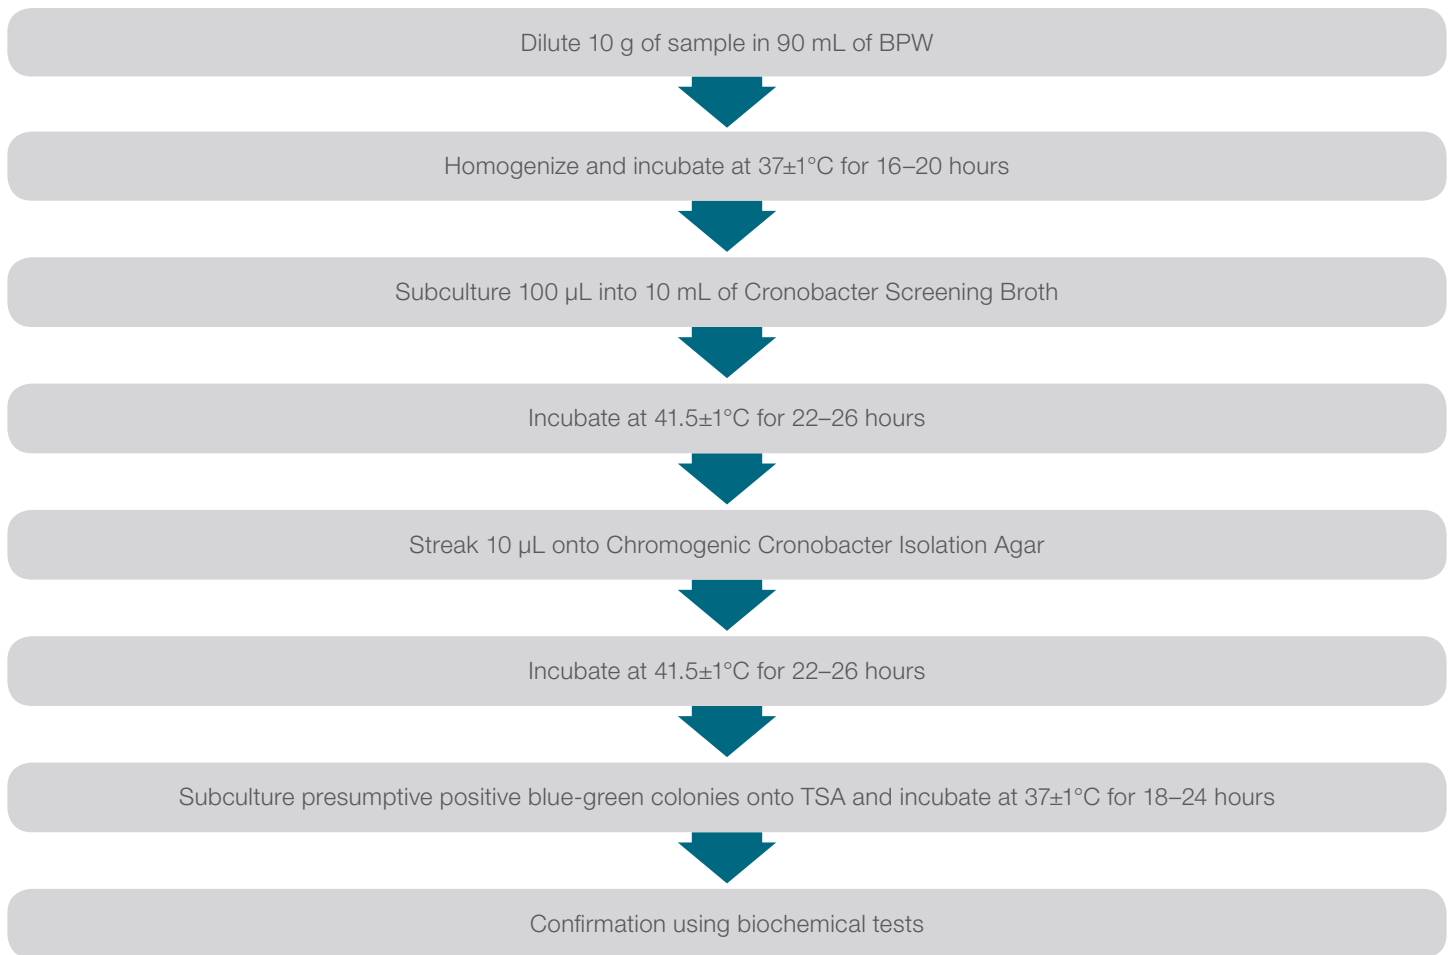 Dilute 10 g of sample in 90 mL of BPW
Homogenize and incubate at 37±1°C for 16–20 hours
Subculture 100 µL into 10 mL of Cronobacter Screening Broth
Incubate at 41.5±1°C for 22–26 hours
Streak 10 µL onto Chromogenic Cronobacter Isolation Agar
Incubate at 41.5±1°C for 22–26 hours
Subculture presumptive positive blue-green colonies onto TSA and incubate at 37±1°C for 18–24 hours
Confirmation using biochemical tests